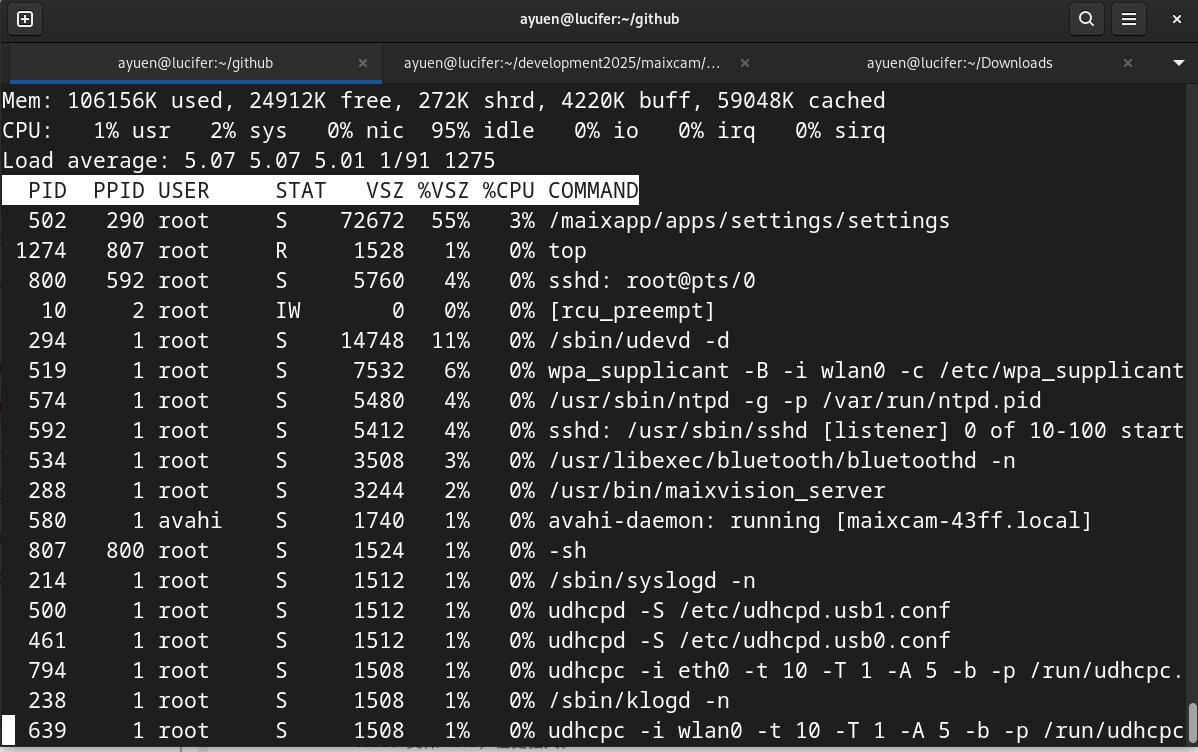 ayuen@lucifer:~/github
ayuen@lucifer:~/github
ayuen@lucifer:~/development2025/maixcam/...
ayuen@lucifer:~/Downloads
Mem: 106156K used, 24912K free, 272K shrd, 4220K buff, 59048K cached
CPU:   1% usr   2% sys   0% nic  95% idle   0% io   0% irq   0% sirq
Load average: 5.07 5.07 5.01 1/91 1275
  PID  PPID USER     STAT   VSZ %VSZ %CPU COMMAND
  502   290 root     S    72672  55%   3% /maixapp/apps/settings/settings
 1274   807 root     R     1528   1%   0% top
  800   592 root     S     5760   4%   0% sshd: root@pts/0
   10     2 root     IW       0   0%   0% [rcu_preempt]
  294     1 root     S    14748  11%   0% /sbin/udevd -d
  519     1 root     S     7532   6%   0% wpa_supplicant -B -i wlan0 -c /etc/wpa_supplicant
  574     1 root     S     5480   4%   0% /usr/sbin/ntpd -g -p /var/run/ntpd.pid
  592     1 root     S     5412   4%   0% sshd: /usr/sbin/sshd [listener] 0 of 10-100 start
  534     1 root     S     3508   3%   0% /usr/libexec/bluetooth/bluetoothd -n
  288     1 root     S     3244   2%   0% /usr/bin/maixvision_server
  580     1 avahi    S     1740   1%   0% avahi-daemon: running [maixcam-43ff.local]
  807   800 root     S     1524   1%   0% -sh
  214     1 root     S     1512   1%   0% /sbin/syslogd -n
  500     1 root     S     1512   1%   0% udhcpd -S /etc/udhcpd.usb1.conf
  461     1 root     S     1512   1%   0% udhcpd -S /etc/udhcpd.usb0.conf
  794     1 root     S     1508   1%   0% udhcpc -i eth0 -t 10 -T 1 -A 5 -b -p /run/udhcpc.
  238     1 root     S     1508   1%   0% /sbin/klogd -n
  639     1 root     S     1508   1%   0% udhcpc -i wlan0 -t 10 -T 1 -A 5 -b -p /run/udhcpc